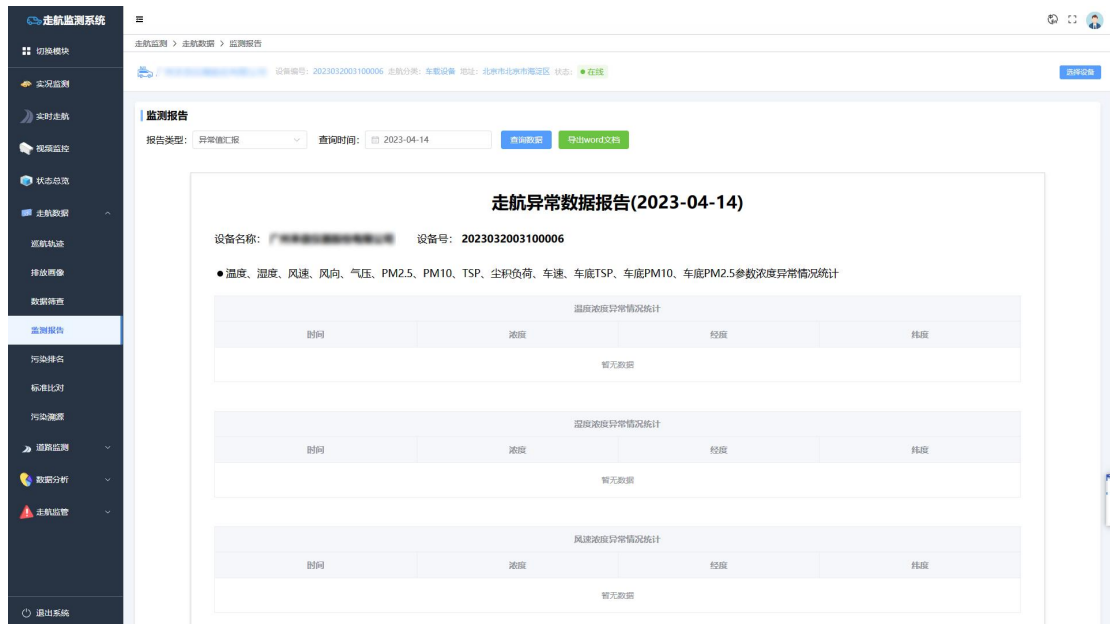 走航监测系统
切换模块
实况监测
实时走航
视频监控
状态总览
走航数据
巡航轨迹
排放画像
数据筛查
监测报告
污染排名
标准比对
污染溯源
道路监测
数据分析
走航监管
退出系统
走航监测 > 走航数据 > 监测报告
设备编号: 2023032003100006 走航分类: 车载设备 地址: 北京市北京市海淀区 状态: ●在线
选择设备
监测报告
报告类型: 异常值汇报 查询时间: 2023-04-14 查询数据 导出word文档
走航异常数据报告(2023-04-14)
设备名称: 设备号: 2023032003100006
●温度、湿度、风速、风向、气压、PM2.5、PM10、TSP、尘积负荷、车速、车底TSP、车底PM10、车底PM2.5参数浓度异常情况统计
温度浓度异常情况统计
时间 浓度 经度 纬度
暂无数据
湿度浓度异常情况统计
时间 浓度 经度 纬度
暂无数据
风速浓度异常情况统计
时间 浓度 经度 纬度
暂无数据